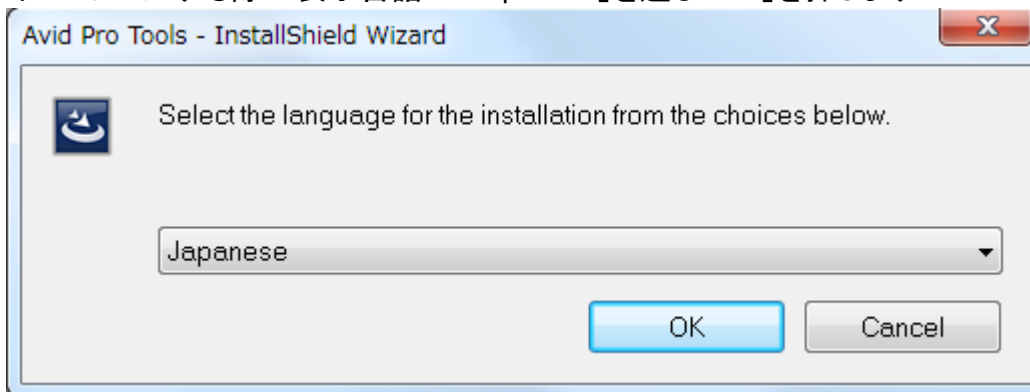 Avid Pro Tools - InstallShield Wizard
Select the language for the installation from the choices below.
Japanese
OK
Cancel